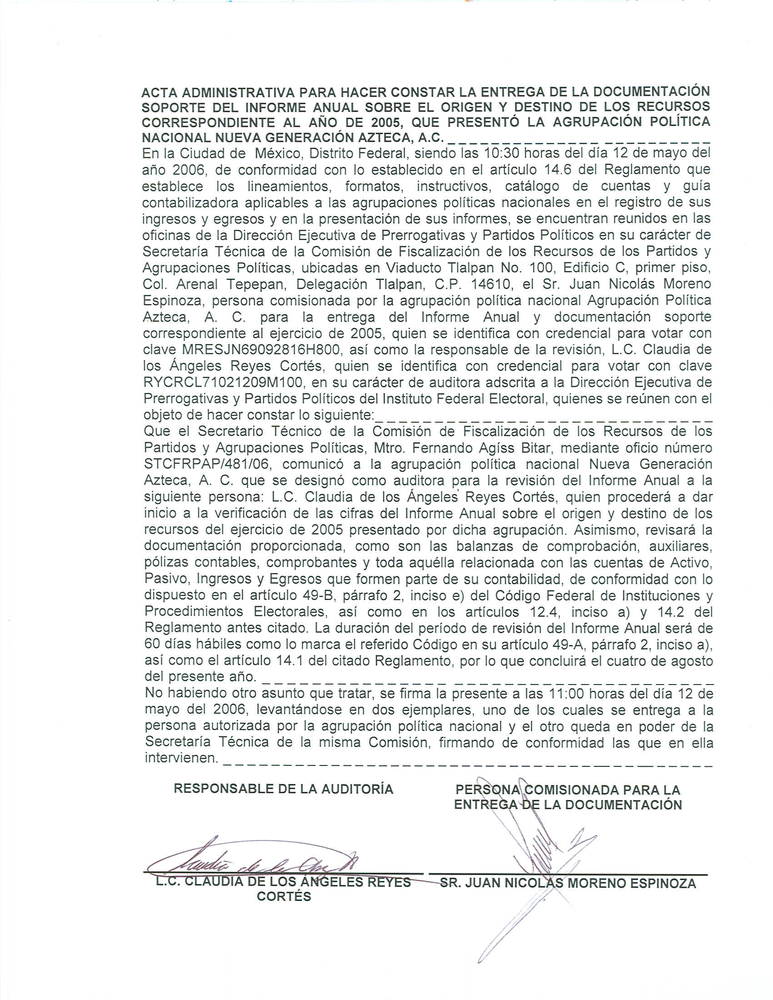 ACTA ADMINISTRATIVA PARA HACER CONSTAR LA ENTREGA DE LA DOCUMENTACIÓN
SOPORTE DEL INFORME ANUAL SOBRE EL ORIGEN Y DESTINO DE LOS RECURSOS
CORRESPONDIENTE AL AÑO DE 2005, QUE PRESENTÓ LA AGRUPACIÓN POLÍTICA
NACIONAL NUEVA GENERACIÓN AZTECA, A.C. _ _ _ _ _ _ _ _ _ _ _ _ _ _ _ _ _ _ _ _ _ _ _
En la Ciudad de México, Distrito Federal, siendo las 10:30 horas del día 12 de mayo del
año 2006, de conformidad con lo establecido en el artículo 14.6 del Reglamento que
establece los lineamientos, formatos, instructivos, catálogo de cuentas y guía
contabilizadora aplicables a las agrupaciones políticas nacionales en el registro de sus
ingresos y egresos y en la presentación de sus informes, se encuentran reunidos en las
oficinas de la Dirección Ejecutiva de Prerrogativas y Partidos Políticos en su carácter de
Secretaría Técnica de la Comisión de Fiscalización de los Recursos de los Partidos y
Agrupaciones Políticas, ubicadas en Viaducto Tlalpan No. 100, Edificio C, primer piso,
Col. Arenal Tepepan, Delegación Tlalpan, C.P. 14610, el Sr. Juan Nicolás Moreno
Espinoza, persona comisionada por la agrupación política nacional Agrupación Política
Azteca, A. C. para la entrega del Informe Anual y documentación soporte
correspondiente al ejercicio de 2005, quien se identifica con credencial para votar con
clave MRESJN69092816H800, así como la responsable de la revisión, L.C. Claudia de
los Ángeles Reyes Cortés, quien se identifica con credencial para votar con clave
RYCRCL71021209M100, en su carácter de auditora adscrita a la Dirección Ejecutiva de
Prerrogativas y Partidos Políticos del Instituto Federal Electoral, quienes se reúnen con el
objeto de hacer constar lo siguiente:_ _ _ _ _ _ _ _ _ _ _ _ _ _ _ _ _ _ _ _ _ _ _ _ _ _ _ _
Que el Secretario Técnico de la Comisión de Fiscalización de los Recursos de los
Partidos y Agrupaciones Políticas, Mtro. Fernando Agíss Bitar, mediante oficio número
STCFRPAP/481/06, comunicó a la agrupación política nacional Nueva Generación
Azteca, A. C. que se designó como auditora para la revisión del Informe Anual a la
siguiente persona: L.C. Claudia de los Ángeles Reyes Cortés, quien procederá a dar
inicio a la verificación de las cifras del Informe Anual sobre el origen y destino de los
recursos del ejercicio de 2005 presentado por dicha agrupación. Asimismo, revisará la
documentación proporcionada, como son las balanzas de comprobación, auxiliares,
pólizas contables, comprobantes y toda aquélla relacionada con las cuentas de Activo,
Pasivo, Ingresos y Egresos que formen parte de su contabilidad, de conformidad con lo
dispuesto en el artículo 49-B, párrafo 2, inciso e) del Código Federal de Instituciones y
Procedimientos Electorales, así como en los artículos 12.4, inciso a) y 14.2 del
Reglamento antes citado. La duración del período de revisión del Informe Anual será de
60 días hábiles como lo marca el referido Código en su artículo 49-A, párrafo 2, inciso a),
así como el artículo 14.1 del citado Reglamento, por lo que concluirá el cuatro de agosto
del presente año. _ _ _ _ _ _ _ _ _ _ _ _ _ _ _ _ _ _ _ _ _ _ _ _ _ _ _ _ _ _ _ _ _ _ _ _ _
No habiendo otro asunto que tratar, se firma la presente a las 11:00 horas del día 12 de
mayo del 2006, levantándose en dos ejemplares, uno de los cuales se entrega a la
persona autorizada por la agrupación política nacional y el otro queda en poder de la
Secretaría Técnica de la misma Comisión, firmando de conformidad las que en ella
intervienen. _ _ _ _ _ _ _ _ _ _ _ _ _ _ _ _ _ _ _ _ _ _ _ _ _ _ _ _ _ _ _ _ _ _ _ _ _ _ _ _ _
RESPONSABLE DE LA AUDITORÍA
PERSONA COMISIONADA PARA LA
ENTREGA DE LA DOCUMENTACIÓN
Claudia de los
L.C. CLAUDIA DE LOS ÁNGELES REYES
CORTÉS
SR. JUAN NICOLÁS MORENO ESPINOZA